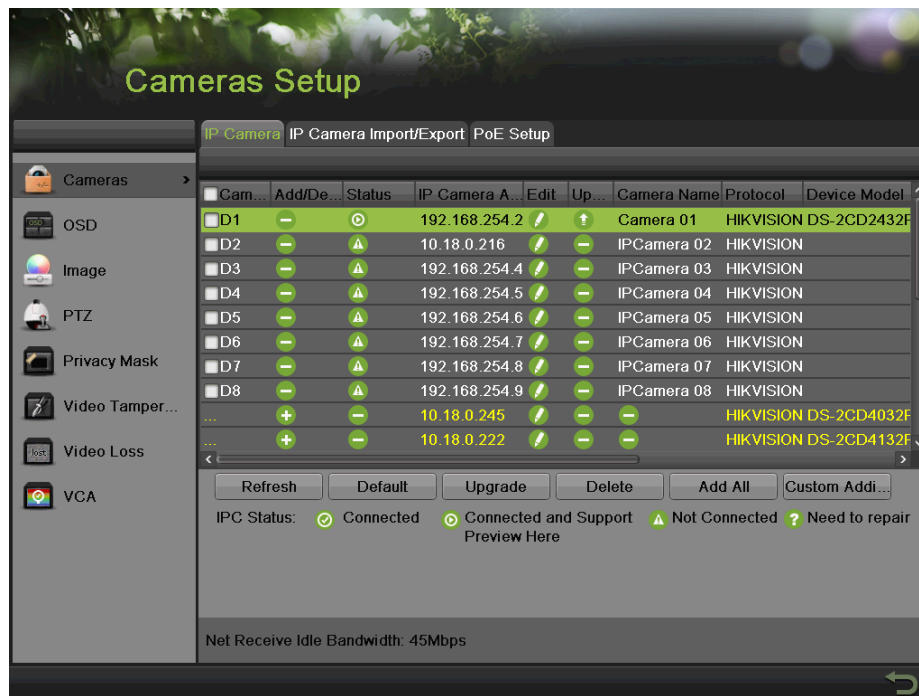 Cameras Setup
IP Camera IP Camera Import/Export PoE Setup
Cameras
OSD
Image
PTZ
Privacy Mask
Video Tamper...
Video Loss
VCA
Cam... Add/De... Status IP Camera A... Edit Up... Camera Name Protocol Device Model
D1 192.168.254.2 Camera 01 HIKVISION DS-2CD2432F
D2 10.18.0.216 IPCamera 02 HIKVISION
D3 192.168.254.4 IPCamera 03 HIKVISION
D4 192.168.254.5 IPCamera 04 HIKVISION
D5 192.168.254.6 IPCamera 05 HIKVISION
D6 192.168.254.7 IPCamera 06 HIKVISION
D7 192.168.254.8 IPCamera 07 HIKVISION
D8 192.168.254.9 IPCamera 08 HIKVISION
... 10.18.0.245 HIKVISION DS-2CD4032F
... 10.18.0.222 HIKVISION DS-2CD4132F
Refresh Default Upgrade Delete Add All Custom Addi...
IPC Status: Connected Connected and Support Not Connected Need to repair
Preview Here
Net Receive Idle Bandwidth: 45Mbps
OSD
lost